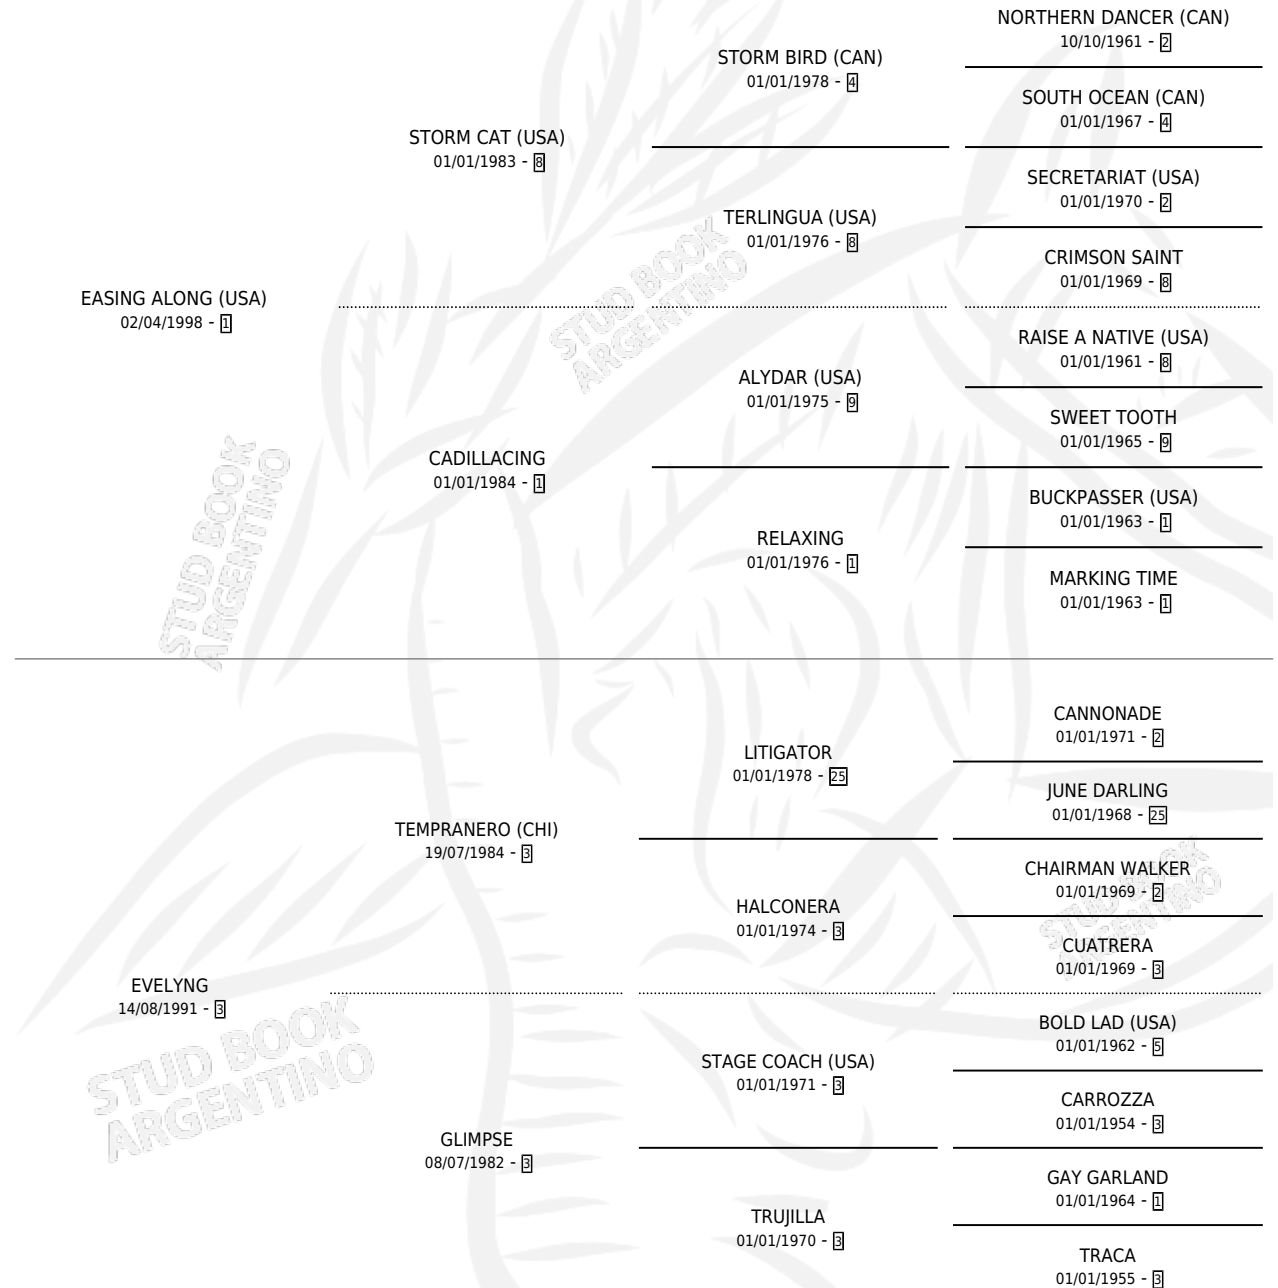 NORTHERN DANCER (CAN)
10/10/1961 - 2
STORM BIRD (CAN)
01/01/1978 - 4
SOUTH OCEAN (CAN)
01/01/1967 - 4
STORM CAT (USA)
01/01/1983 - 8
SECRETARIAT (USA)
01/01/1970 - 2
TERLINGUA (USA)
01/01/1976 - 8
CRIMSON SAINT
01/01/1969 - 8
EASING ALONG (USA)
02/04/1998 - 1
RAISE A NATIVE (USA)
01/01/1961 - 8
ALYDAR (USA)
01/01/1975 - 9
SWEET TOOTH
01/01/1965 - 9
CADILLACING
01/01/1984 - 1
BUCKPASSER (USA)
01/01/1963 - 1
RELAXING
01/01/1976 - 1
MARKING TIME
01/01/1963 - 1
CANNONADE
01/01/1971 - 2
LITIGATOR
01/01/1978 - 25
JUNE DARLING
01/01/1968 - 25
TEMPRANERO (CHI)
19/07/1984 - 3
CHAIRMAN WALKER
01/01/1969 - 2
HALCONERA
01/01/1974 - 3
CUATRERA
01/01/1969 - 3
EVELYNG
14/08/1991 - 3
BOLD LAD (USA)
01/01/1962 - 5
STAGE COACH (USA)
01/01/1971 - 3
CARROZZA
01/01/1954 - 3
GLIMPSE
08/07/1982 - 3
GAY GARLAND
01/01/1964 - 1
TRUJILLA
01/01/1970 - 3
TRACA
01/01/1955 - 3
STUD BOOK
ARGENTINO
STUD BOOK
ARGENTINO
STUD BOOK
ARGENTINO
STUD BOOK
ARGENTINO